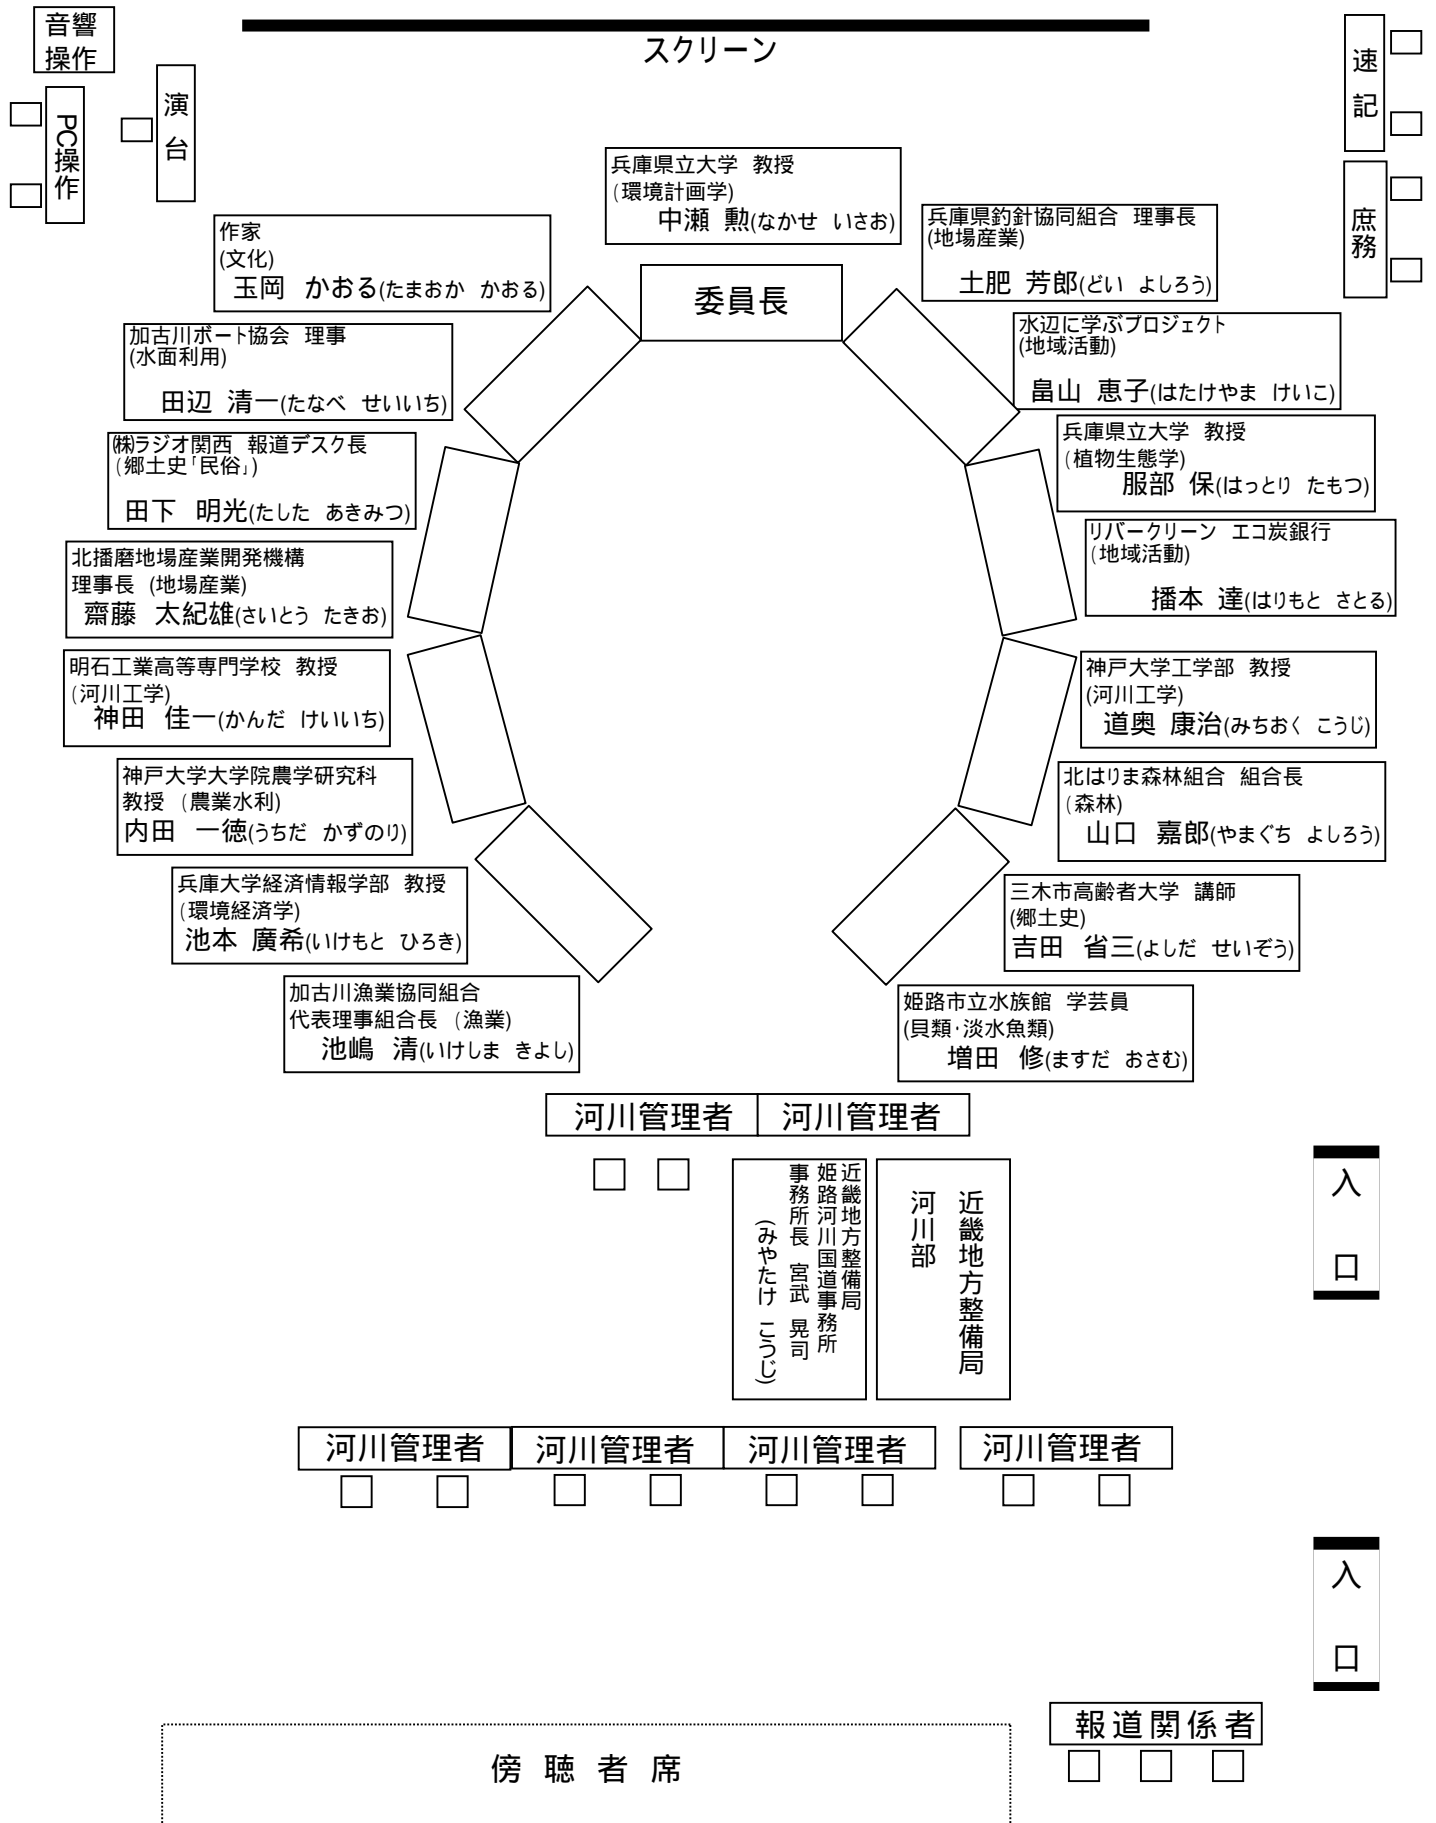 音響
操作
スクリーン
速記
演台
PC操作
庶務
兵庫県立大学 教授
(環境計画学)
中瀬 勲(なかせ いさお)
委員長
作家
(文化)
玉岡 かおる(たまおか かおる)
加古川ボート協会 理事
(水面利用)
田辺 清一(たなべ せいいち)
㈱ラジオ関西 報道デスク長
(郷土史「民俗」)
田下 明光(たした あきみつ)
北播磨地場産業開発機構
理事長 (地場産業)
齋藤 太紀雄(さいとう たきお)
明石工業高等専門学校 教授
(河川工学)
神田 佳一(かんだ けいいち)
神戸大学大学院農学研究科
教授 (農業水利)
内田 一徳(うちだ かずのり)
兵庫大学経済情報学部 教授
(環境経済学)
池本 廣希(いけもと ひろき)
加古川漁業協同組合
代表理事組合長 (漁業)
池嶋 清(いけしま きよし)
兵庫県釣針協同組合 理事長
(地場産業)
土肥 芳郎(どい よしろう)
水辺に学ぶプロジェクト
(地域活動)
畠山 恵子(はたけやま けいこ)
兵庫県立大学 教授
(植物生態学)
服部 保(はっとり たもつ)
リバークリーン エコ炭銀行
(地域活動)
播本 達(はりもと さとる)
神戸大学工学部 教授
(河川工学)
道奥 康治(みちおく こうじ)
北はりま森林組合 組合長
(森林)
山口 嘉郎(やまぐち よしろう)
三木市高齢者大学 講師
(郷土史)
吉田 省三(よしだ せいぞう)
姫路市立水族館 学芸員
(貝類・淡水魚類)
増田 修(ますだ おさむ)
河川管理者
河川管理者
近畿地方整備局
姫路河川国道事務所
事務所長 宮武 晃司
(みやたけ こうじ)
近畿地方整備局
河川部
入口
河川管理者
河川管理者
河川管理者
河川管理者
入口
報道関係者
傍聴者席